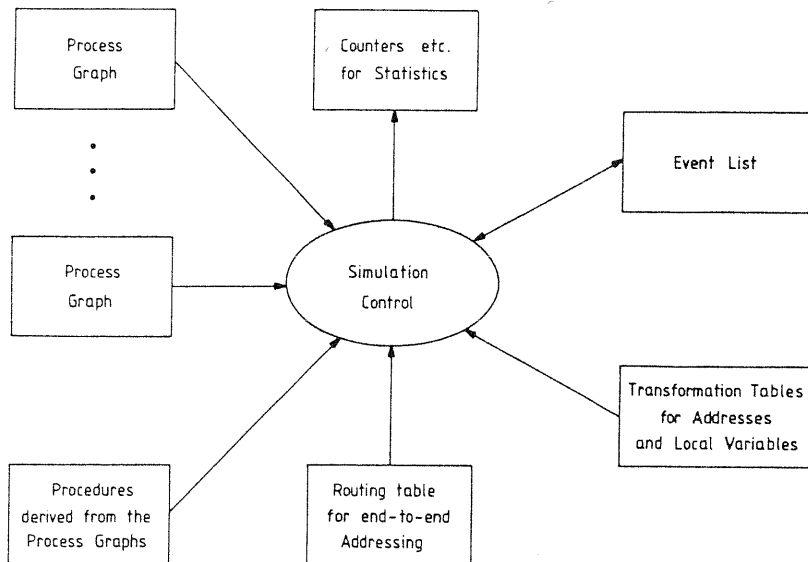 Process
Graph
Counters etc.
for Statistics
Event List
Process
Graph
Simulation
Control
Transformation Tables
for Addresses
and Local Variables
Procedures
derived from the
Process Graphs
Routing table
for end-to-end
Addressing